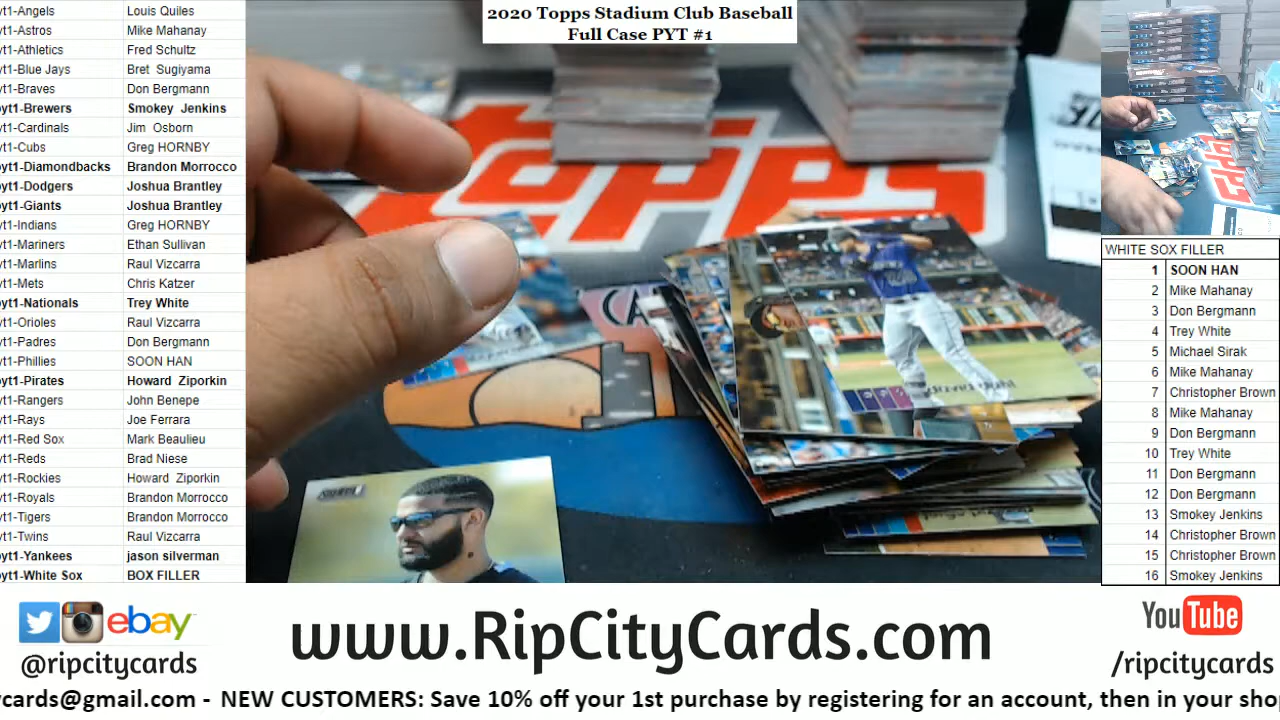 2020 Topps Stadium Club Baseball
Full Case PYT #1
yt1-Angels Louis Quiles
yt1-Astros Mike Mahanay
yt1-Athletics Fred Schultz
yt1-Blue Jays Bret Sugiyama
yt1-Braves Don Bergmann
yt1-Brewers Smokey Jenkins
yt1-Cardinals Jim Osborn
yt1-Cubs Greg HORNBY
yt1-Diamondbacks Brandon Morrocco
yt1-Dodgers Joshua Brantley
yt1-Giants Joshua Brantley
yt1-Indians Greg HORNBY
yt1-Mariners Ethan Sullivan
yt1-Marlins Raul Vizcarra
yt1-Mets Chris Katzer
yt1-Nationals Trey White
yt1-Orioles Raul Vizcarra
yt1-Padres Don Bergmann
yt1-Phillies SOON HAN
yt1-Pirates Howard Ziporkin
yt1-Rangers John Benepe
yt1-Rays Joe Ferrara
yt1-Red Sox Mark Beaulieu
yt1-Reds Brad Niese
yt1-Rockies Howard Ziporkin
yt1-Royals Brandon Morrocco
yt1-Tigers Brandon Morrocco
yt1-Twins Raul Vizcarra
yt1-Yankees jason silverman
yt1-White Sox BOX FILLER
Topps
WHITE SOX FILLER
1 SOON HAN
2 Mike Mahanay
3 Don Bergmann
4 Trey White
5 Michael Sirak
6 Mike Mahanay
7 Christopher Brown
8 Mike Mahanay
9 Don Bergmann
10 Trey White
11 Don Bergmann
12 Don Bergmann
13 Smokey Jenkins
14 Christopher Brown
15 Christopher Brown
16 Smokey Jenkins
ebay
@ripcitycards
www.RipCityCards.com
YouTube
/ripcitycards
ycards@gmail.com - NEW CUSTOMERS: Save 10% off your 1st purchase by registering for an account, then in your sho